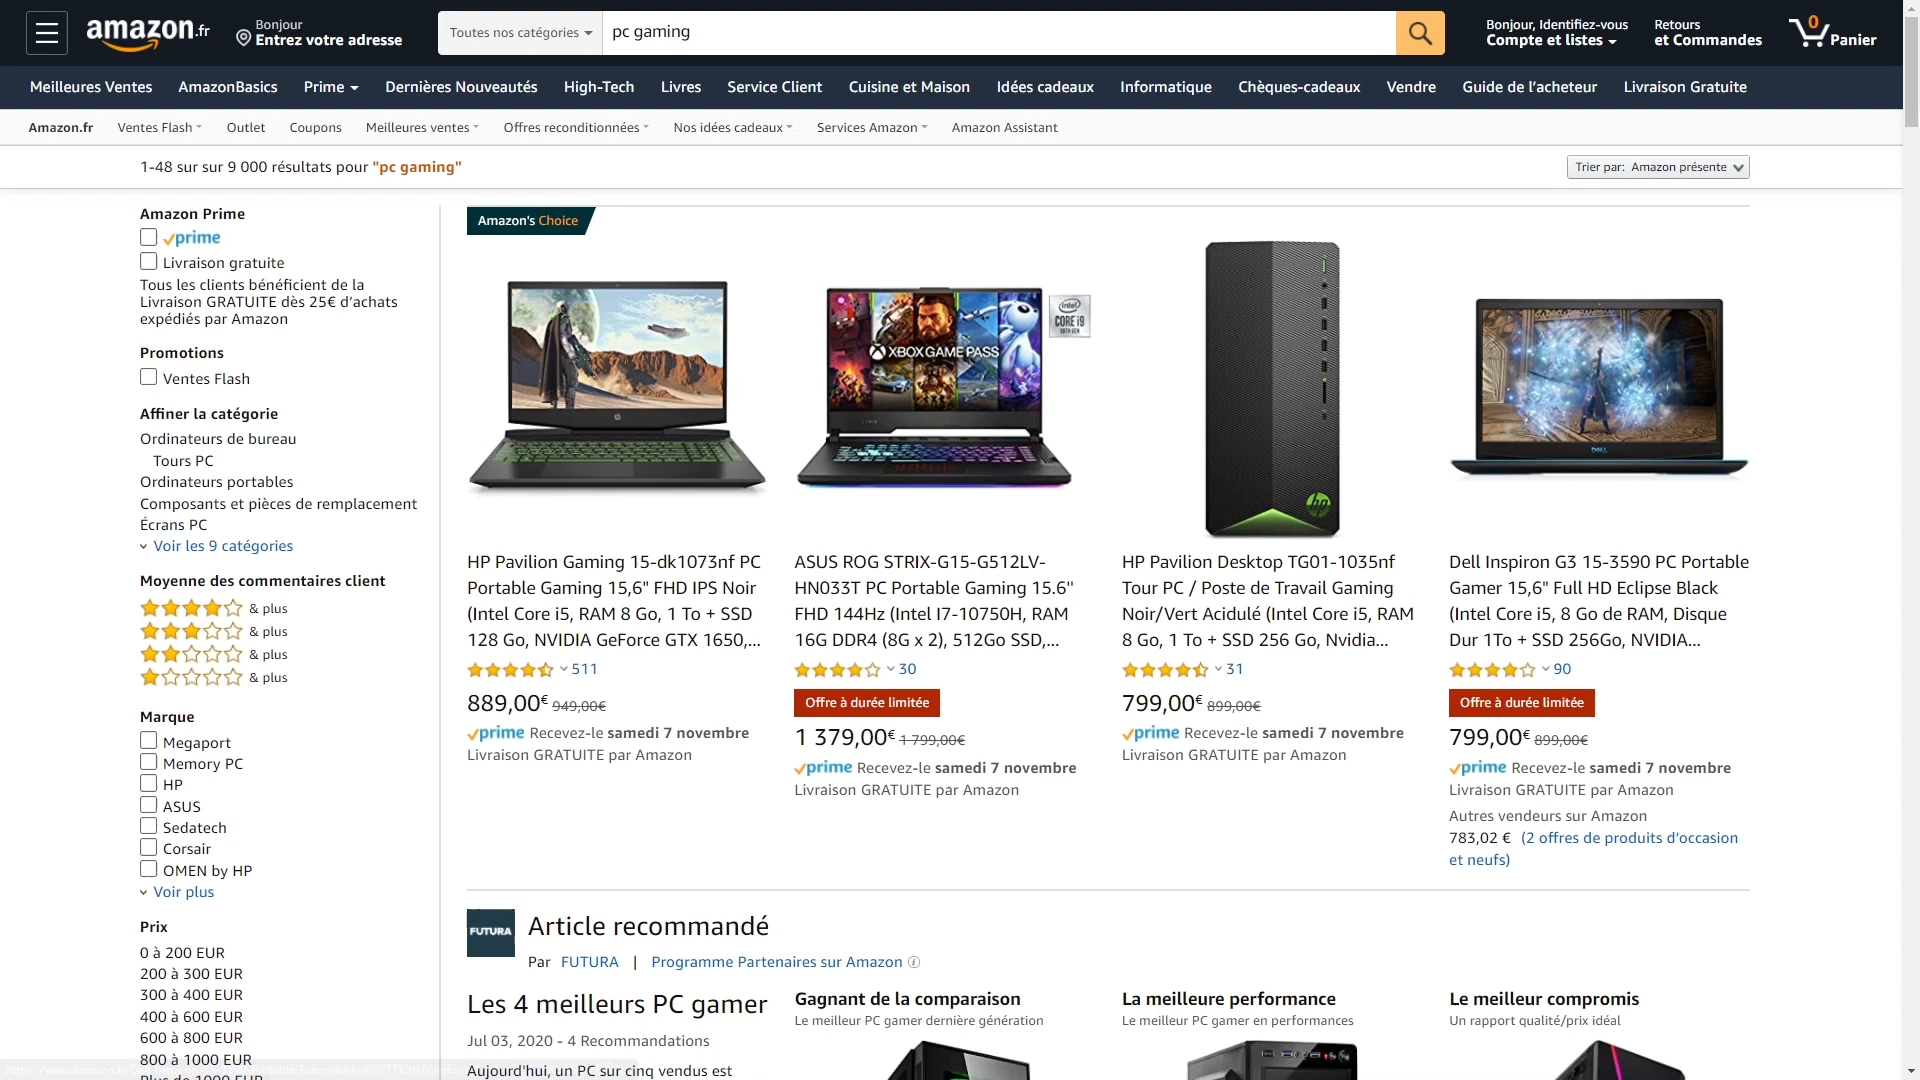 Bonjour
Entrez votre adresse
amazon.fr
Toutes nos catégories
pc gaming
Bonjour, Identifiez-vous
Compte et listes
Retours
et Commandes
0
Panier
Meilleures Ventes
AmazonBasics
Prime
Dernières Nouveautés
High-Tech
Livres
Service Client
Cuisine et Maison
Idées cadeaux
Informatique
Chèques-cadeaux
Vendre
Guide de l'acheteur
Livraison Gratuite
Amazon.fr
Ventes Flash
Outlet
Coupons
Meilleures ventes
Offres reconditionnées
Nos idées cadeaux
Services Amazon
Amazon Assistant
1-48 sur sur 9 000 résultats pour "pc gaming"
Trier par: Amazon présente
Amazon Prime
prime
Livraison gratuite
Tous les clients bénéficient de la
Livraison GRATUITE dès 25€ d'achats
expédiés par Amazon
Promotions
Ventes Flash
Affiner la catégorie
Ordinateurs de bureau
Tours PC
Ordinateurs portables
Composants et pièces de remplacement
Écrans PC
Voir les 9 catégories
Moyenne des commentaires client
& plus
& plus
& plus
& plus
Marque
Megaport
Memory PC
HP
ASUS
Sedatech
Corsair
OMEN by HP
Voir plus
Prix
0 à 200 EUR
200 à 300 EUR
300 à 400 EUR
400 à 600 EUR
600 à 800 EUR
800 à 1000 EUR
Plus de 1000 EUR
Amazon's Choice
HP Pavilion Gaming 15-dk1073nf PC
Portable Gaming 15,6" FHD IPS Noir
(Intel Core i5, RAM 8 Go, 1 To + SSD
128 Go, NVIDIA GeForce GTX 1650,...
511
889,00€ 949,00€
prime Recevez-le samedi 7 novembre
Livraison GRATUITE par Amazon
XBOX GAME PASS
intel
CORE i9
10TH GEN
ASUS ROG STRIX-G15-G512LV-
HN033T PC Portable Gaming 15.6''
FHD 144Hz (Intel I7-10750H, RAM
16G DDR4 (8G x 2), 512Go SSD,...
30
Offre à durée limitée
1 379,00€ 1 799,00€
prime Recevez-le samedi 7 novembre
Livraison GRATUITE par Amazon
hp
HP Pavilion Desktop TG01-1035nf
Tour PC / Poste de Travail Gaming
Noir/Vert Acidulé (Intel Core i5, RAM
8 Go, 1 To + SSD 256 Go, Nvidia...
31
799,00€ 899,00€
prime Recevez-le samedi 7 novembre
Livraison GRATUITE par Amazon
DELL
Dell Inspiron G3 15-3590 PC Portable
Gamer 15,6" Full HD Eclipse Black
(Intel Core i5, 8 Go de RAM, Disque
Dur 1To + SSD 256Go, NVIDIA...
90
Offre à durée limitée
799,00€ 899,00€
prime Recevez-le samedi 7 novembre
Livraison GRATUITE par Amazon
Autres vendeurs sur Amazon
783,02 € (2 offres de produits d'occasion
et neufs)
FUTURA
Article recommandé
Par FUTURA | Programme Partenaires sur Amazon
Les 4 meilleurs PC gamer
Jul 03, 2020 - 4 Recommandations
Aujourd'hui, un PC sur cinq vendus est
Gagnant de la comparaison
Le meilleur PC gamer dernière génération
La meilleure performance
Le meilleur PC gamer en performances
Le meilleur compromis
Un rapport qualité/prix idéal